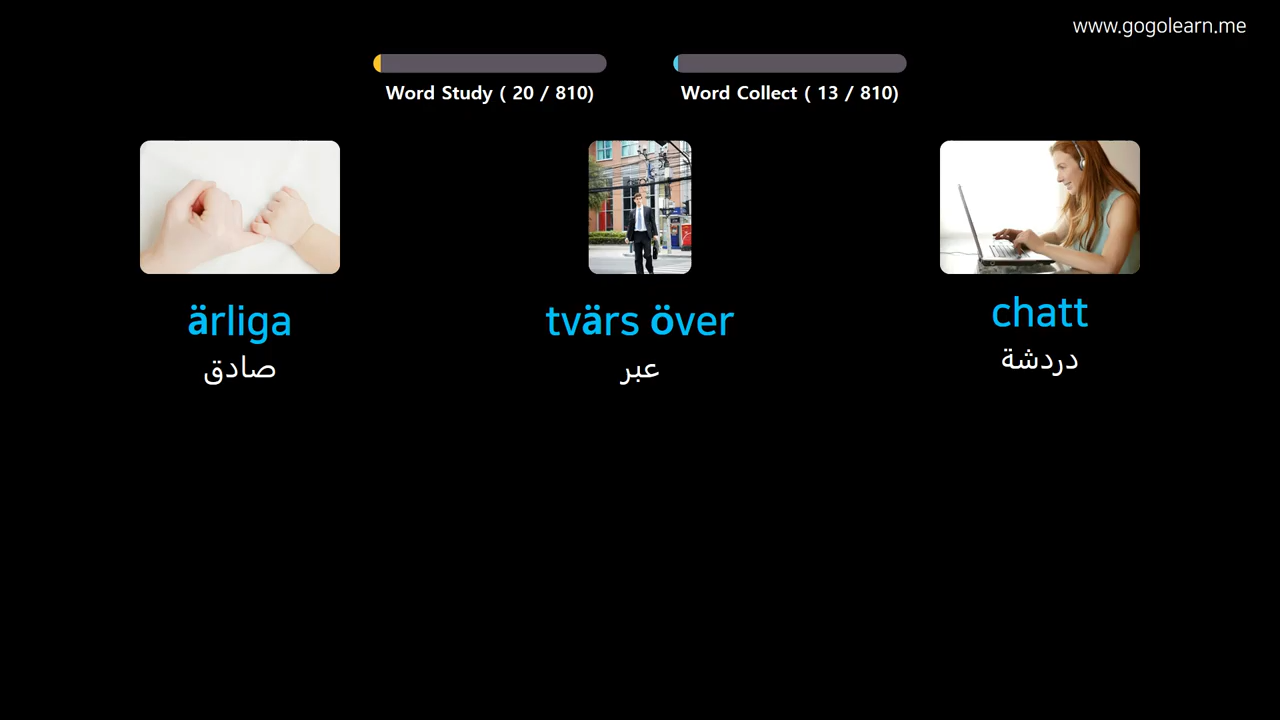 www.gogolearn.me
Word Study ( 20 / 810)
Word Collect ( 13 / 810)
ärliga
صادق
tvärs över
عبر
chatt
دردشة